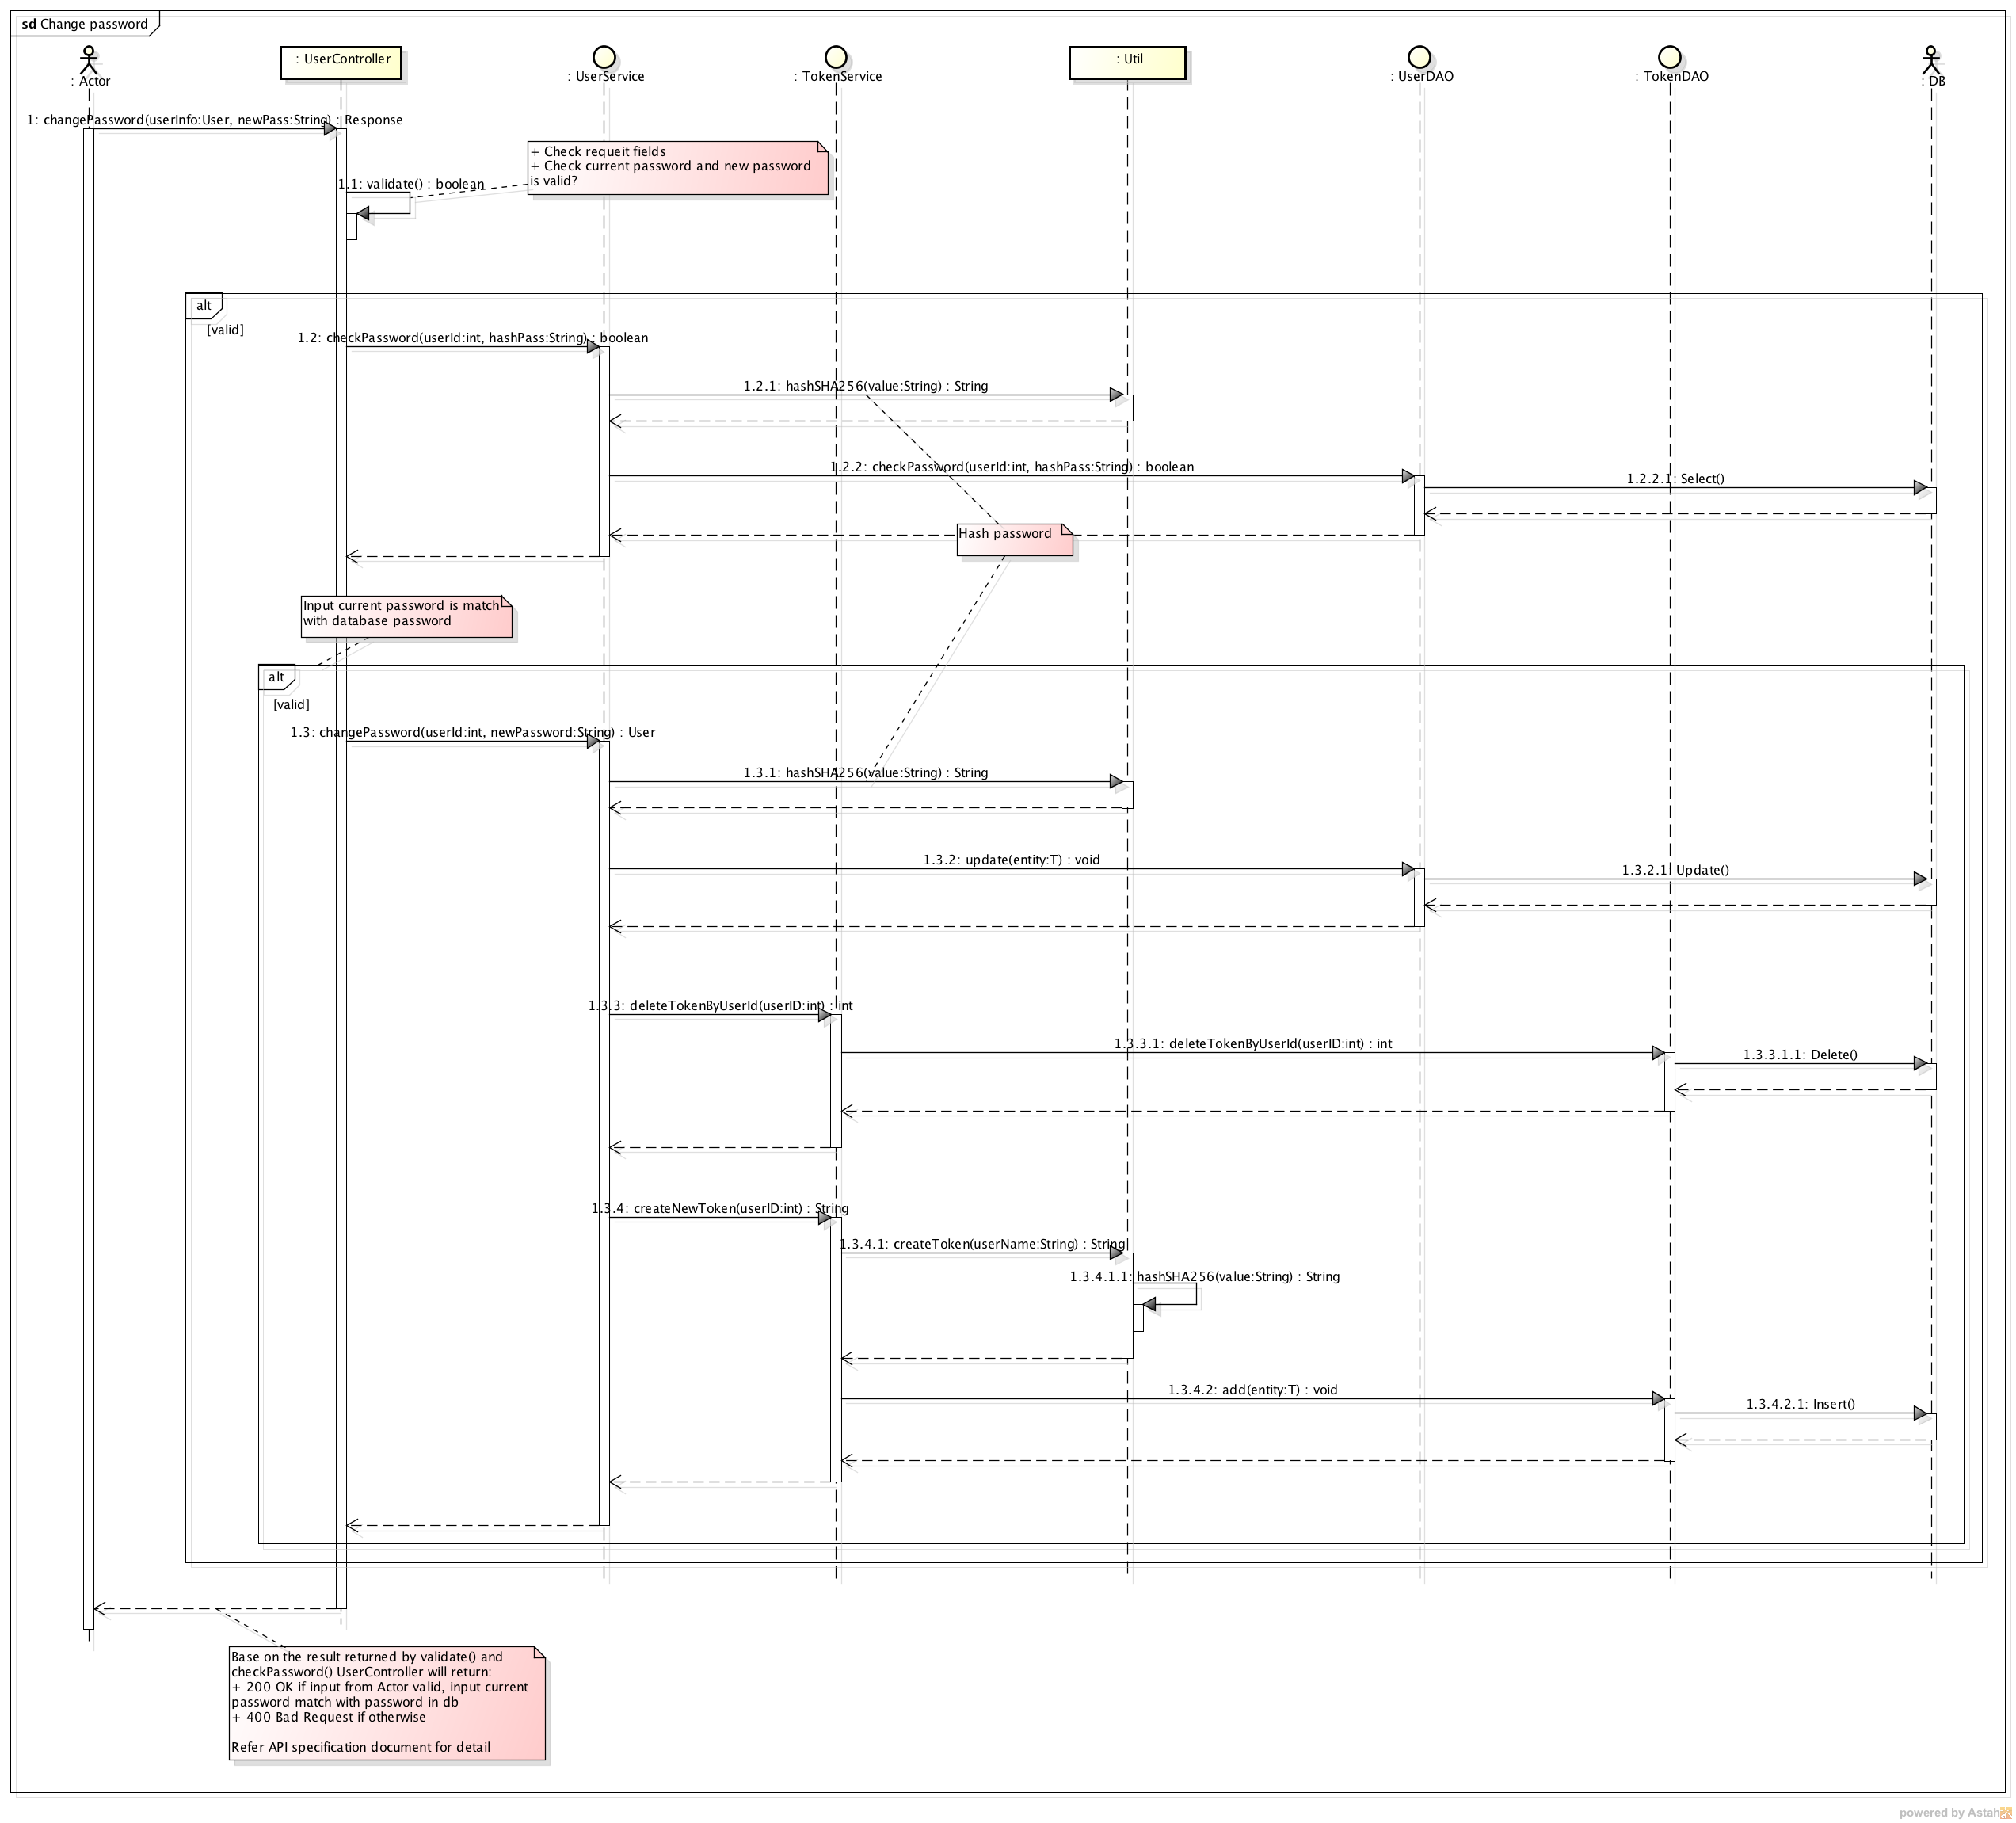 sd Change password
: Actor
: UserController
: UserService
: TokenService
: Util
: UserDAO
: TokenDAO
: DB
1: changePassword(userInfo:User, newPass:String) : Response
+ Check requeit fields
+ Check current password and new password
is valid?
1.1: validate() : boolean
alt
[valid]
1.2: checkPassword(userId:int, hashPass:String) : boolean
1.2.1: hashSHA256(value:String) : String
1.2.2: checkPassword(userId:int, hashPass:String) : boolean
1.2.2.1: Select()
Hash password
Input current password is match
with database password
alt
[valid]
1.3: changePassword(userId:int, newPassword:String) : User
1.3.1: hashSHA256(value:String) : String
1.3.2: update(entity:T) : void
1.3.2.1: Update()
1.3.3: deleteTokenByUserId(userID:int) : int
1.3.3.1: deleteTokenByUserId(userID:int) : int
1.3.3.1.1: Delete()
1.3.4: createNewToken(userID:int) : String
1.3.4.1: createToken(userName:String) : String
1.3.4.1.1: hashSHA256(value:String) : String
1.3.4.2: add(entity:T) : void
1.3.4.2.1: Insert()
Base on the result returned by validate() and
checkPassword() UserController will return:
+ 200 OK if input from Actor valid, input current
password match with password in db
+ 400 Bad Request if otherwise
Refer API specification document for detail
powered by Astah